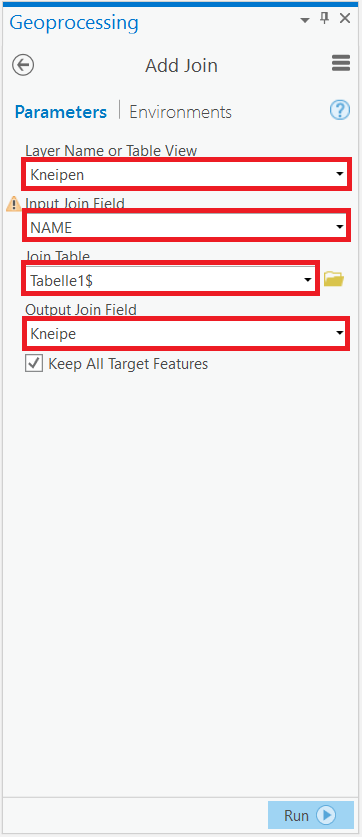 Geoprocessing
Add Join
Parameters | Environments
?
Layer Name or Table View
Kneipen
Input Join Field
NAME
Join Table
Tabelle1$
Output Join Field
Kneipe
Keep All Target Features
Run